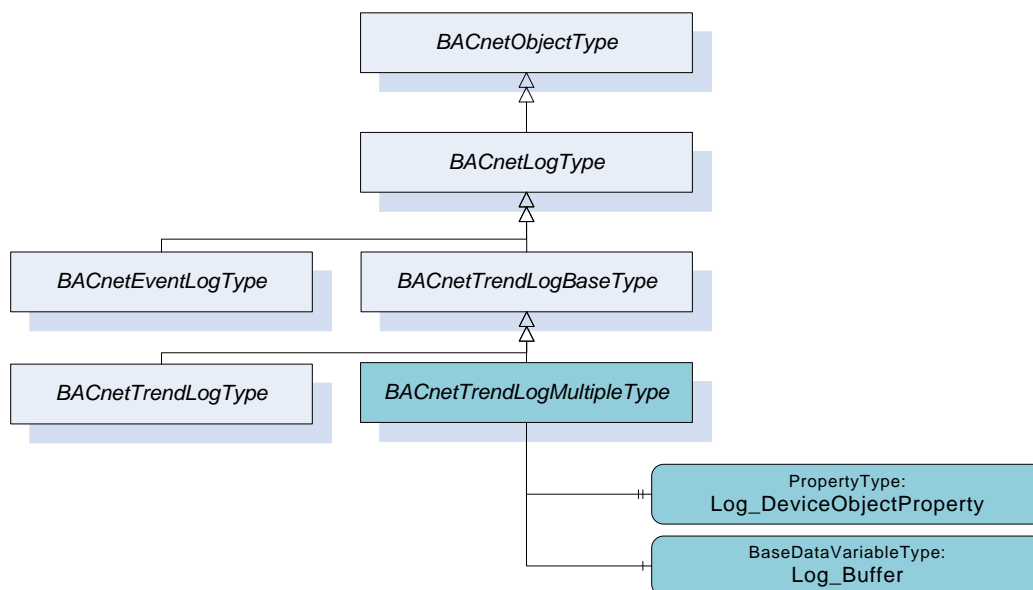 BACnetObjectType
BACnetLogType
BACnetEventLogType
BACnetTrendLogBaseType
BACnetTrendLogType
BACnetTrendLogMultipleType
PropertyType:
Log_DeviceObjectProperty
BaseDataVariableType:
Log_Buffer